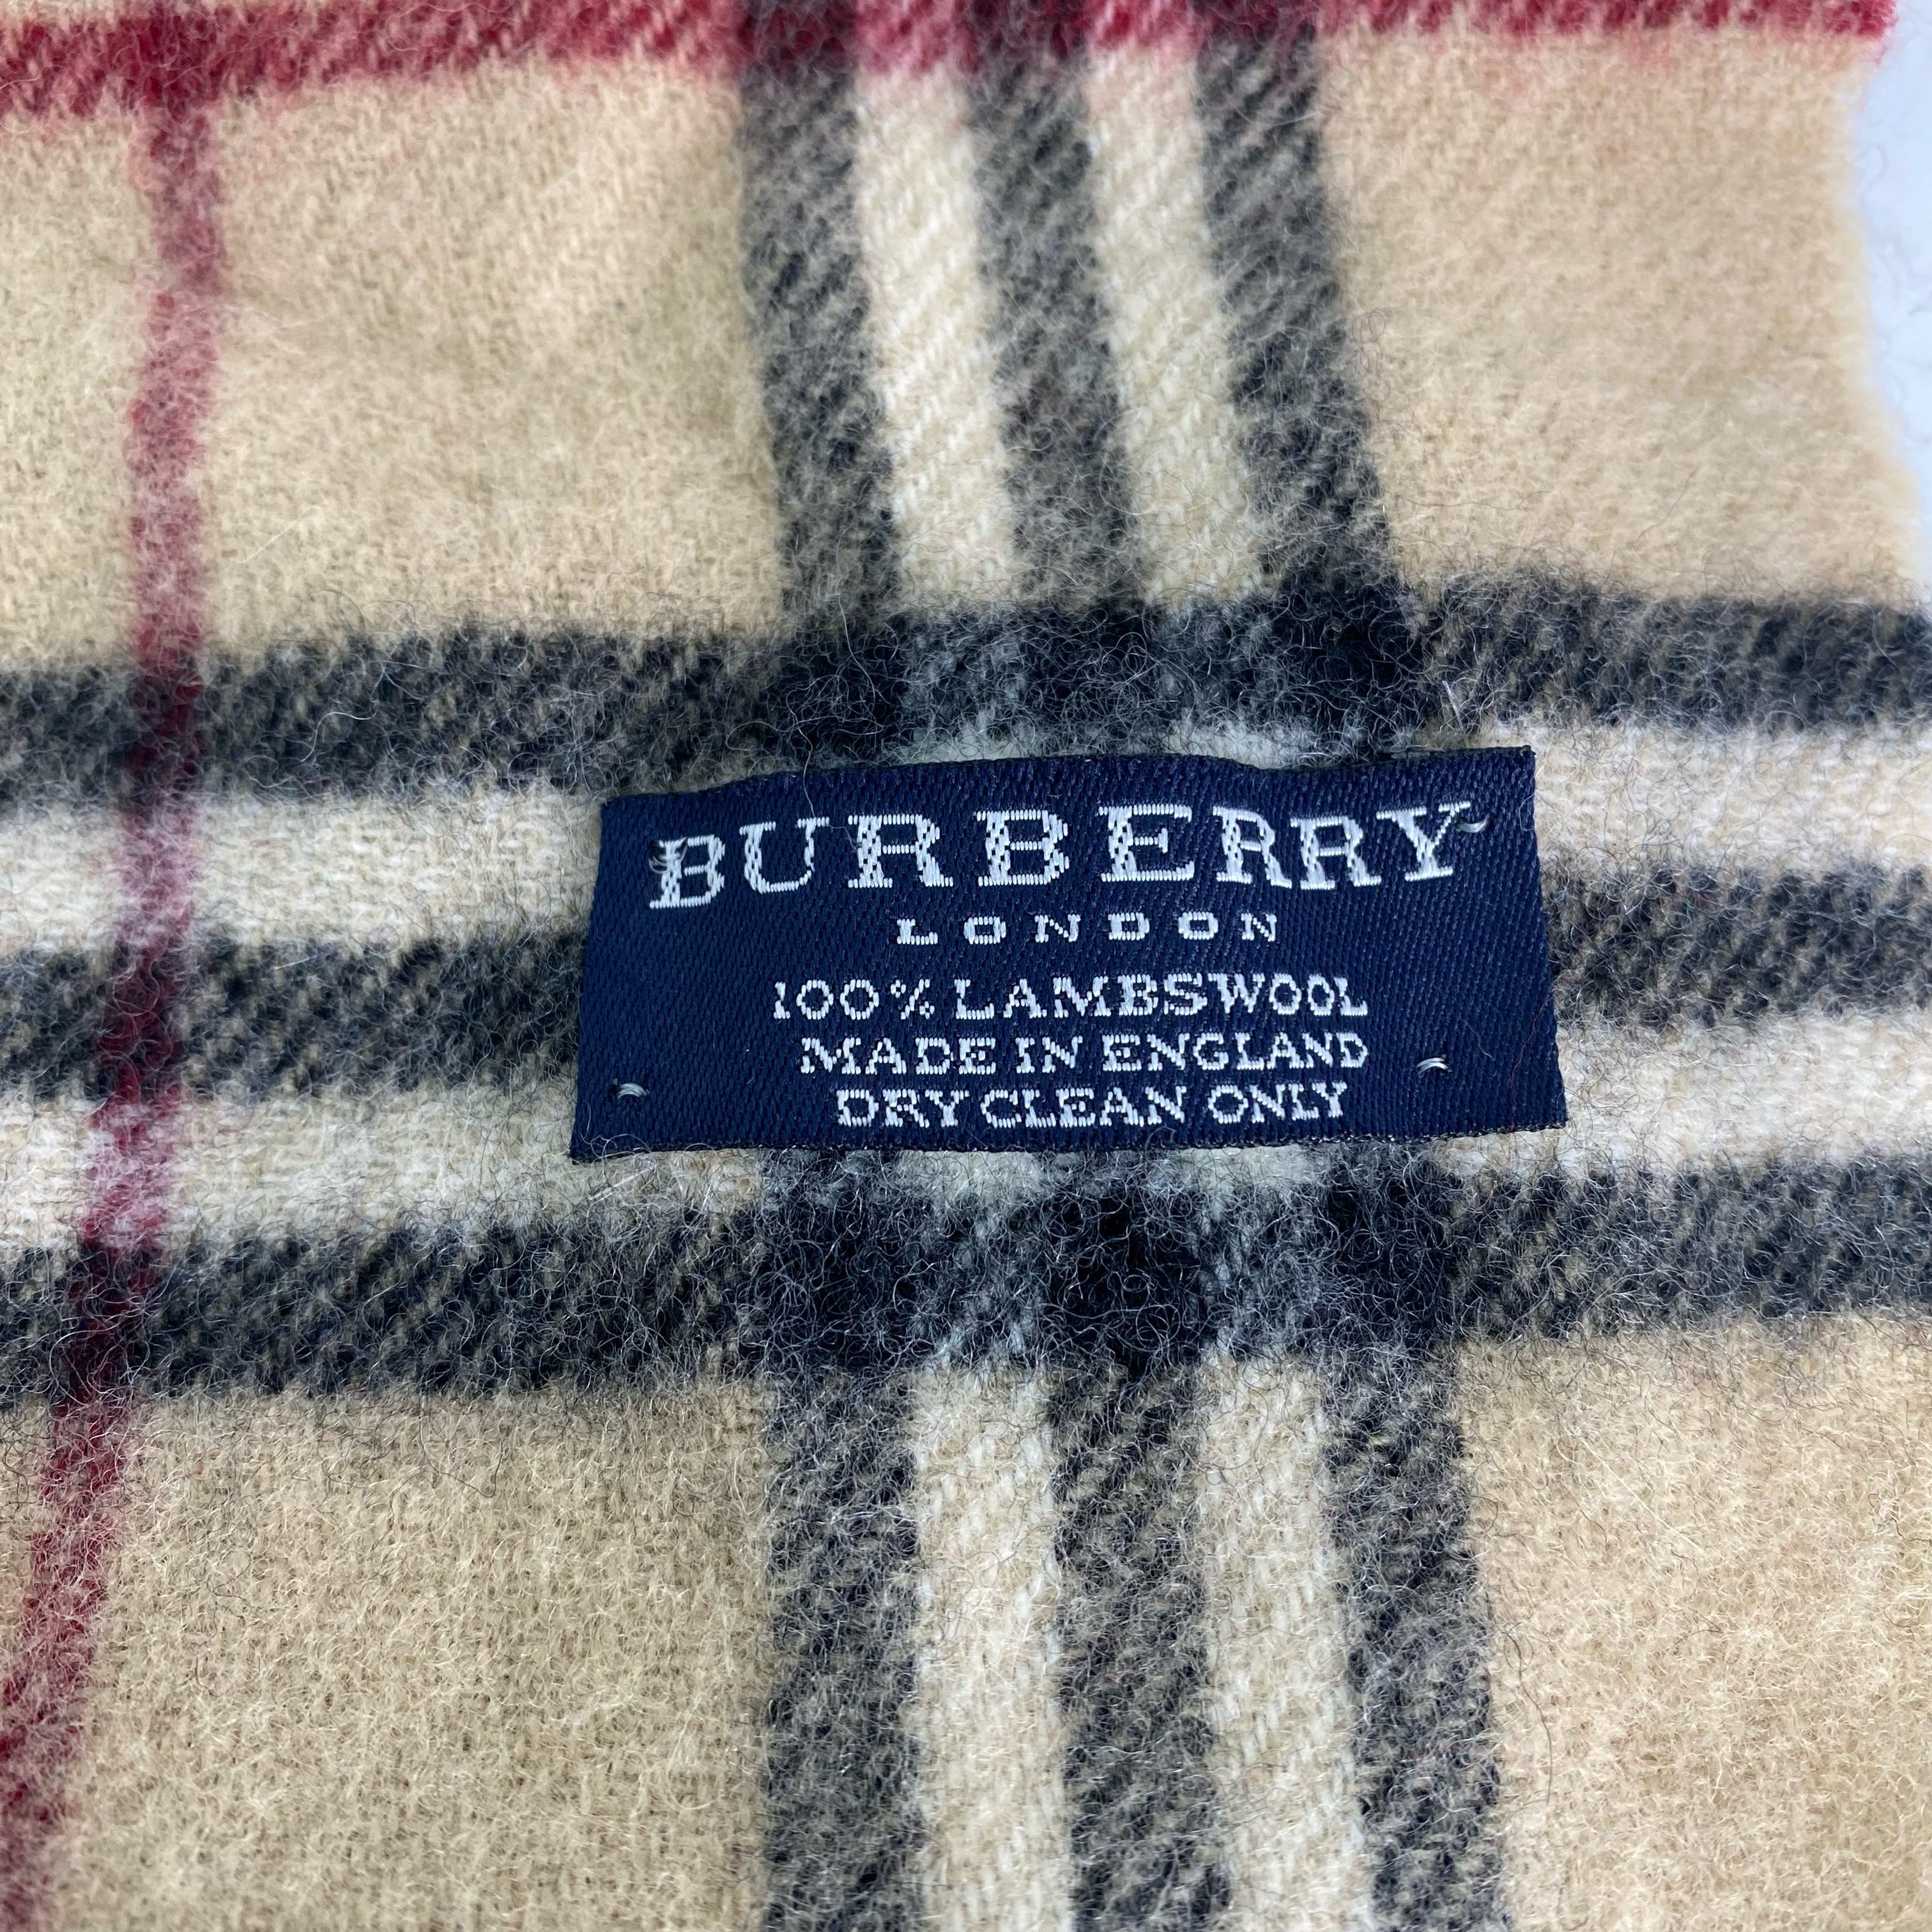 BURBERRY
LONDON
100% LAMBSWOOL
MADE IN ENGLAND
DRY CLEAN ONLY